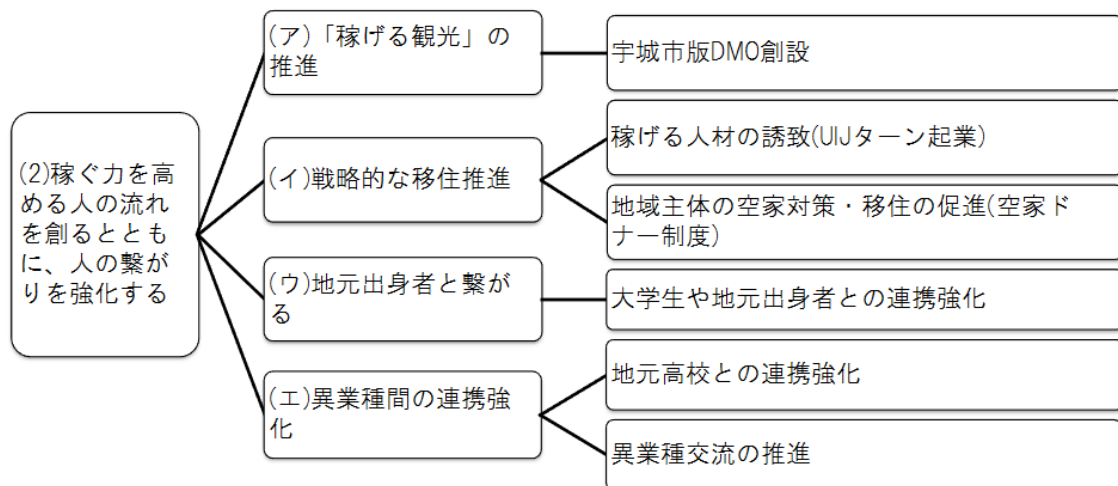 (2)稼ぐ力を高
める人の流れ
を創るととも
に、人の繋が
りを強化する
(ア)「稼げる観光」の
推進
宇城市版DMO創設
(イ)戦略的な移住推進
稼げる人材の誘致(UIJターン起業)
地域主体の空家対策・移住の促進(空家ド
ナー制度)
(ウ)地元出身者と繋が
る
大学生や地元出身者との連携強化
(エ)異業種間の連携強
化
地元高校との連携強化
異業種交流の推進